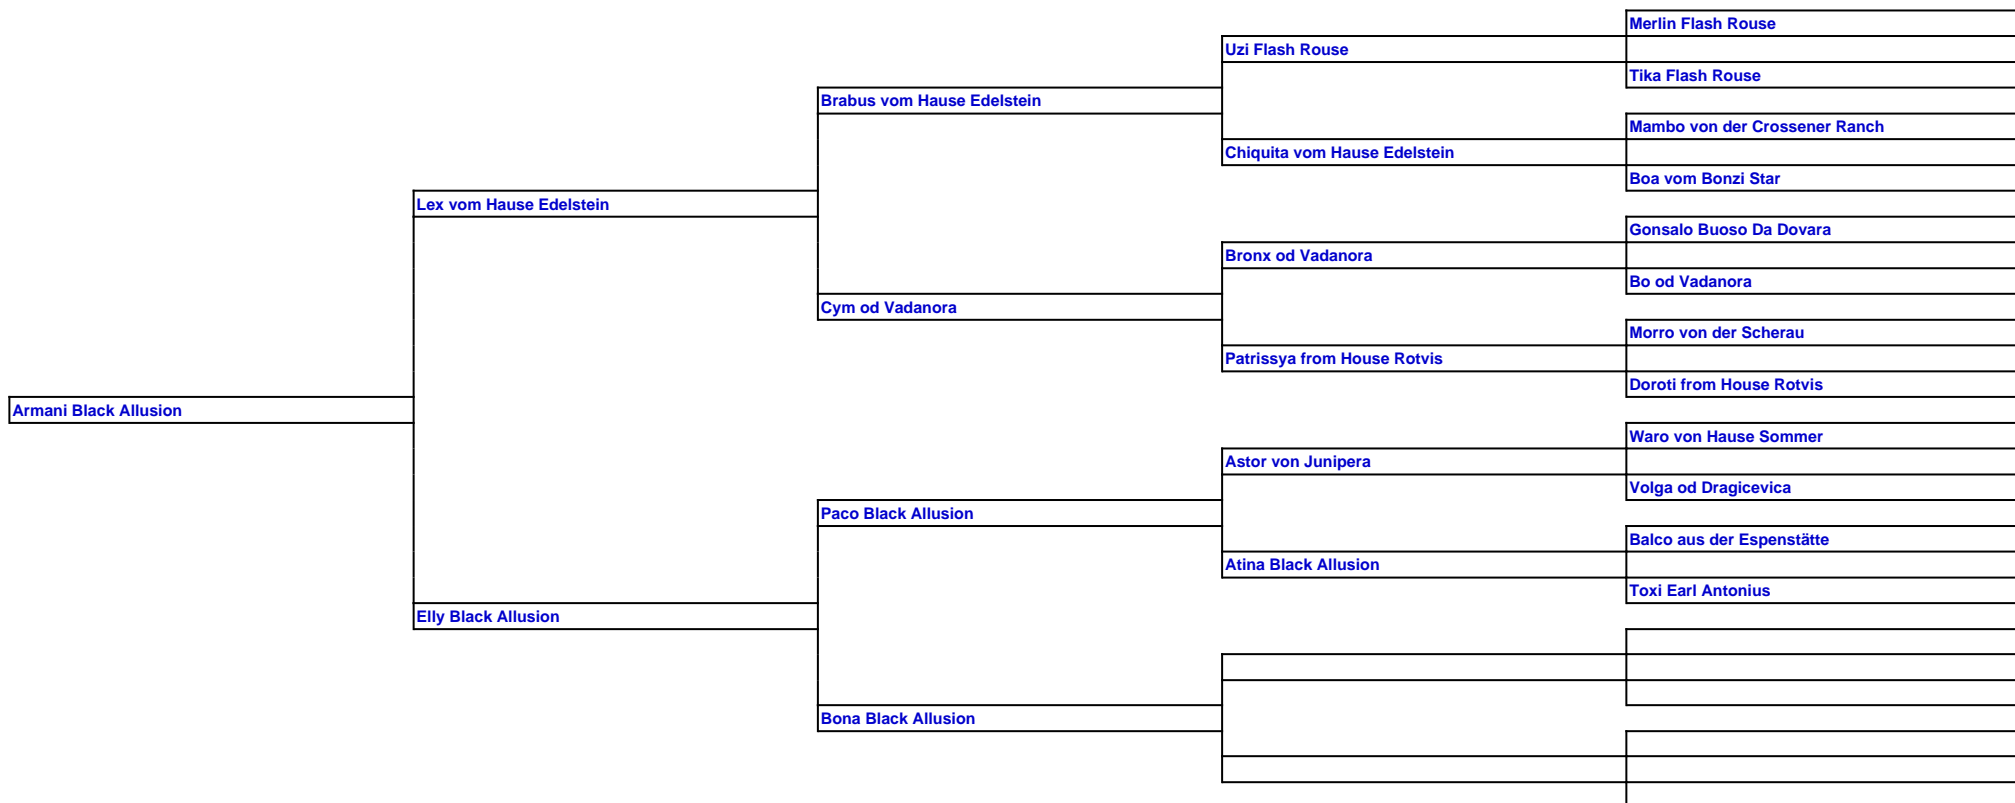 Merlin Flash Rouse
Uzi Flash Rouse
Tika Flash Rouse
Brabus vom Hause Edelstein
Mambo von der Crossener Ranch
Chiquita vom Hause Edelstein
Boa vom Bonzi Star
Lex vom Hause Edelstein
Gonsalo Buoso Da Dovara
Bronx od Vadanora
Bo od Vadanora
Cym od Vadanora
Morro von der Scherau
Patrissya from House Rotvis
Doroti from House Rotvis
Armani Black Allusion
Waro von Hause Sommer
Astor von Junipera
Volga od Dragicevica
Paco Black Allusion
Balco aus der Espenstätte
Atina Black Allusion
Toxi Earl Antonius
Elly Black Allusion
Bona Black Allusion